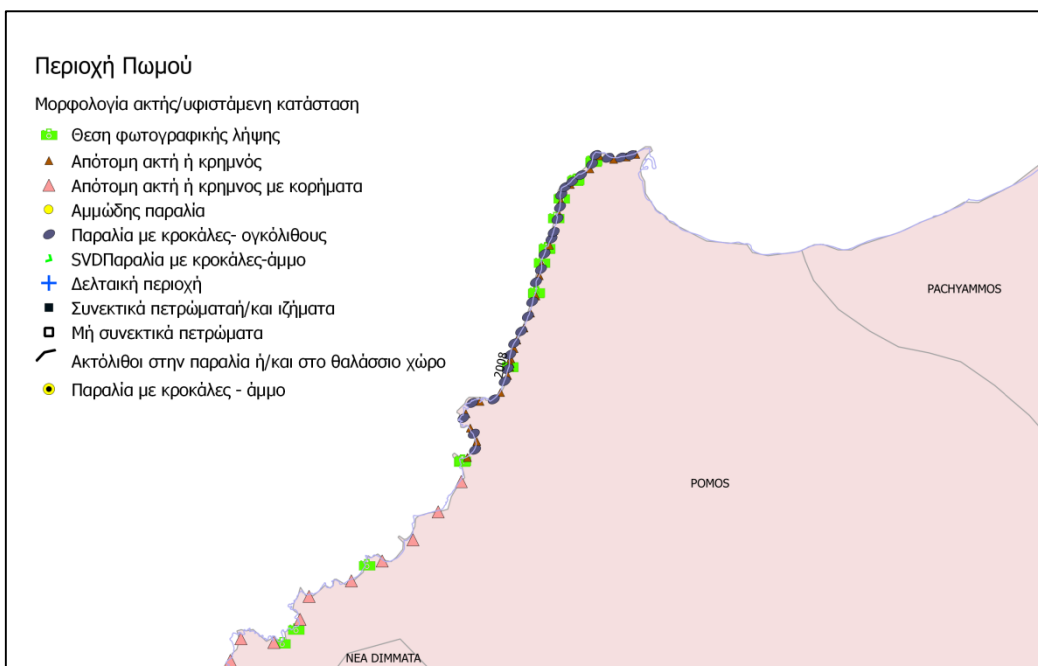 Περιοχή Πωμού
Μορφολογία ακτής/υφιστάμενη κατάσταση
Θεση φωτογραφικής λήψης
Απότομη ακτή ή κρημνός
Απότομη ακτή ή κρημνος με κορήματα
Αμμώδης παραλία
Παραλία με κροκάλες- ογκόλιθους
SVDΠαραλία με κροκάλες-άμμο
Δελταική περιοχή
Συνεκτικά πετρώματαή/και ιζήματα
Μή συνεκτικά πετρώματα
Ακτόλιθοι στην παραλία ή/και στο θαλάσσιο χώρο
Παραλία με κροκάλες - άμμο
PACHYAMMOS
2008
POMOS
NEA DIMMATA